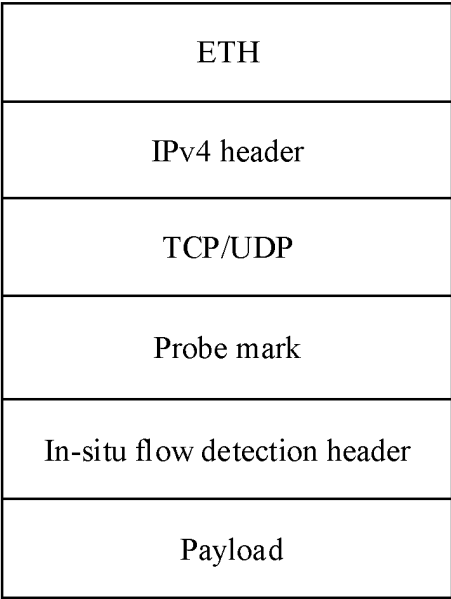 ETH
IPv4 header
TCP/UDP
Probe mark
In-situ flow detection header
Payload